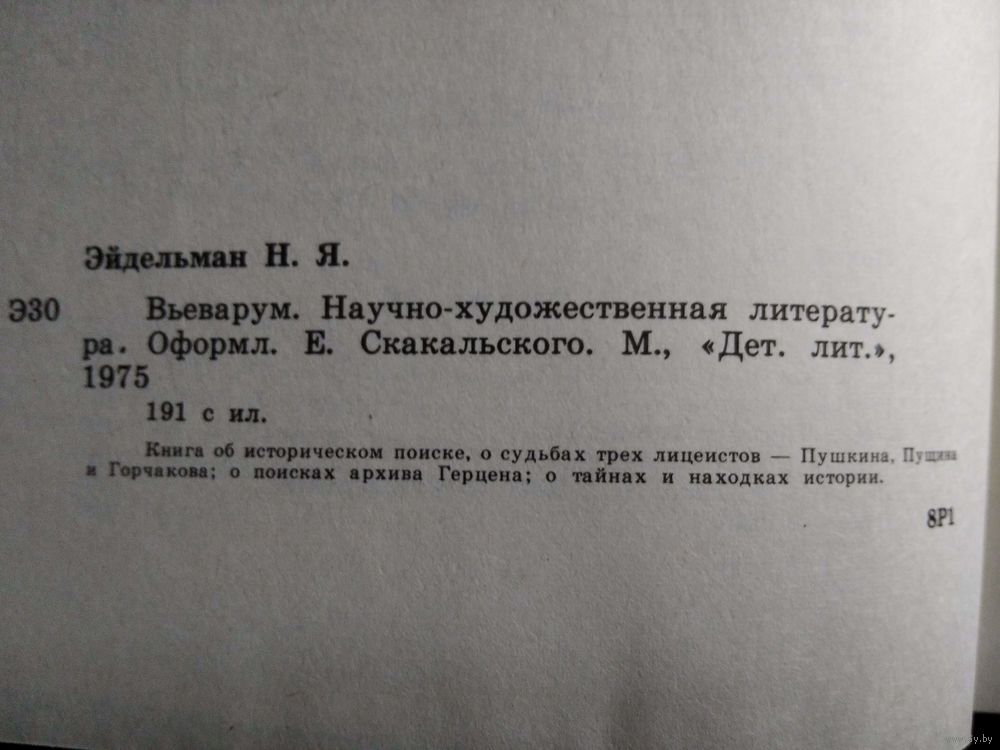 Эйдельман Н. Я.
Э30 Вьеварум. Научно-художественная литерату-
ра. Оформл. Е. Скакальского. М., «Дет. лит.»,
1975
191 с ил.
Книга об историческом поиске, о судьбах трех лицеистов — Пушкина, Пущина
и Горчакова; о поисках архива Герцена; о тайнах и находках истории.
8Р1